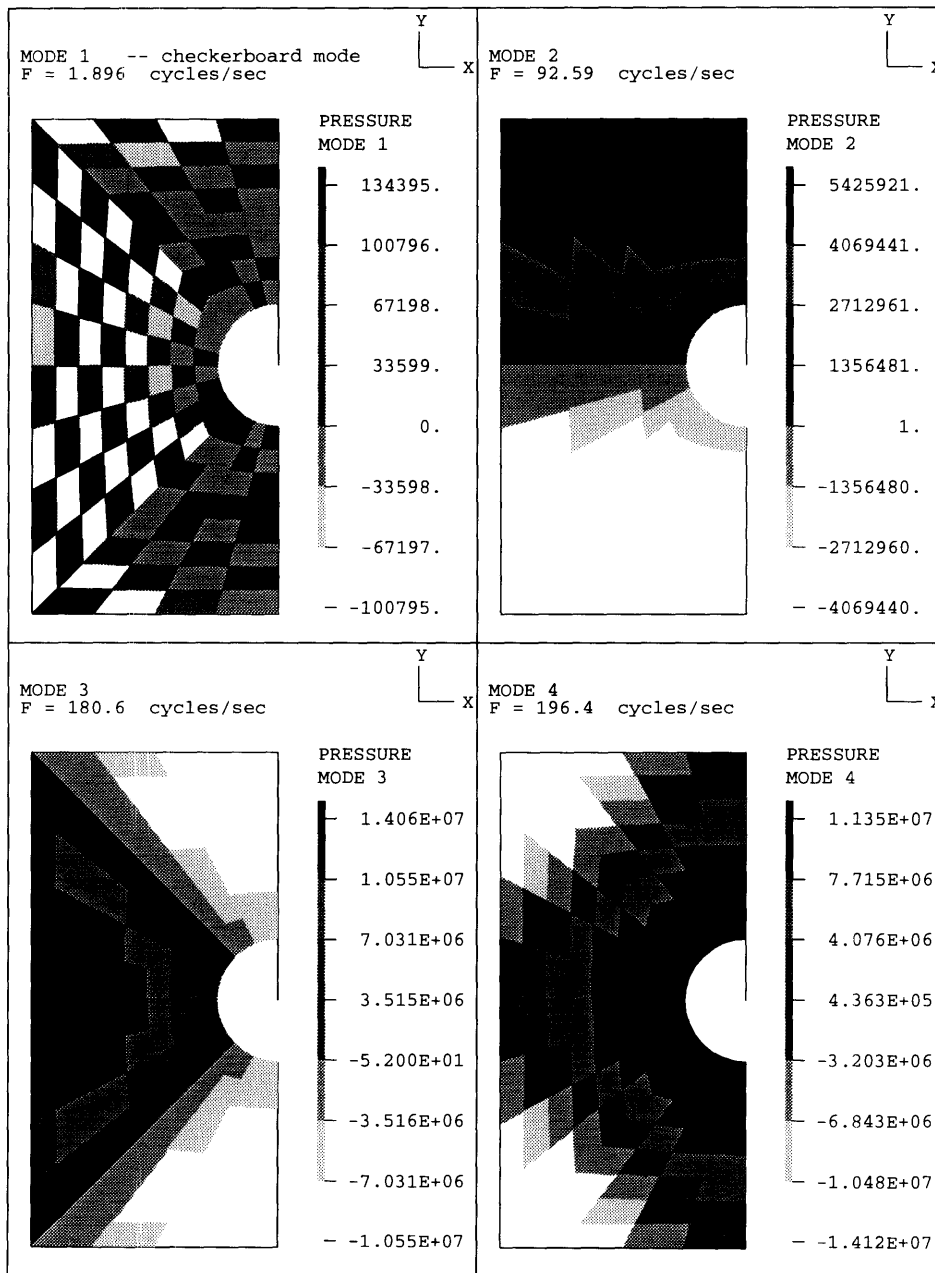 Y
X
MODE 1 -- checkerboard mode
F = 1.896 cycles/sec
PRESSURE
MODE 1
134395.
100796.
67198.
33599.
0.
-33598.
-67197.
-100795.
Y
X
MODE 2
F = 92.59 cycles/sec
PRESSURE
MODE 2
5425921.
4069441.
2712961.
1356481.
1.
-1356480.
-2712960.
-4069440.
Y
X
MODE 3
F = 180.6 cycles/sec
PRESSURE
MODE 3
1.406E+07
1.055E+07
7.031E+06
3.515E+06
-5.200E+01
-3.516E+06
-7.031E+06
-1.055E+07
Y
X
MODE 4
F = 196.4 cycles/sec
PRESSURE
MODE 4
1.135E+07
7.715E+06
4.076E+06
4.363E+05
-3.203E+06
-6.843E+06
-1.048E+07
-1.412E+07